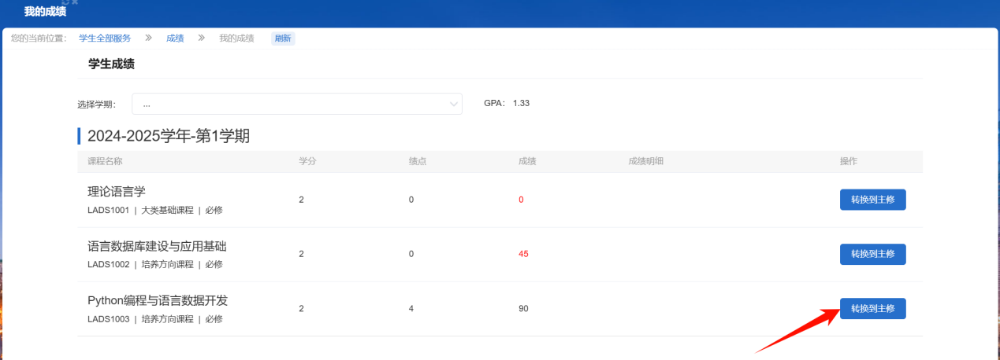 我的成绩
您的当前位置： 学生全部服务 » 成绩 » 我的成绩 刷新
学生成绩
选择学期： ... GPA： 1.33
2024-2025学年-第1学期
课程名称 学分 绩点 成绩 成绩明细 操作
理论语言学
LADS1001 | 大类基础课程 | 必修 2 0 0 转换到主修
语言数据库建设与应用基础
LADS1002 | 培养方向课程 | 必修 2 0 45 转换到主修
Python编程与语言数据开发
LADS1003 | 培养方向课程 | 必修 2 4 90 转换到主修